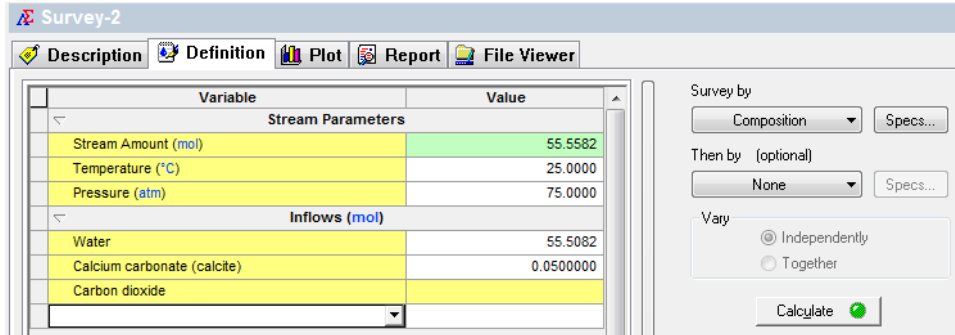 Survey-2
Description Definition Plot Report File Viewer
Variable Value
Stream Parameters
Stream Amount (mol) 55.5582
Temperature (°C) 25.0000
Pressure (atm) 75.0000
Inflows (mol)
Water 55.5082
Calcium carbonate (calcite) 0.0500000
Carbon dioxide
Survey by
Composition Specs...
Then by (optional)
None Specs...
Vary
Independently
Together
Calculate